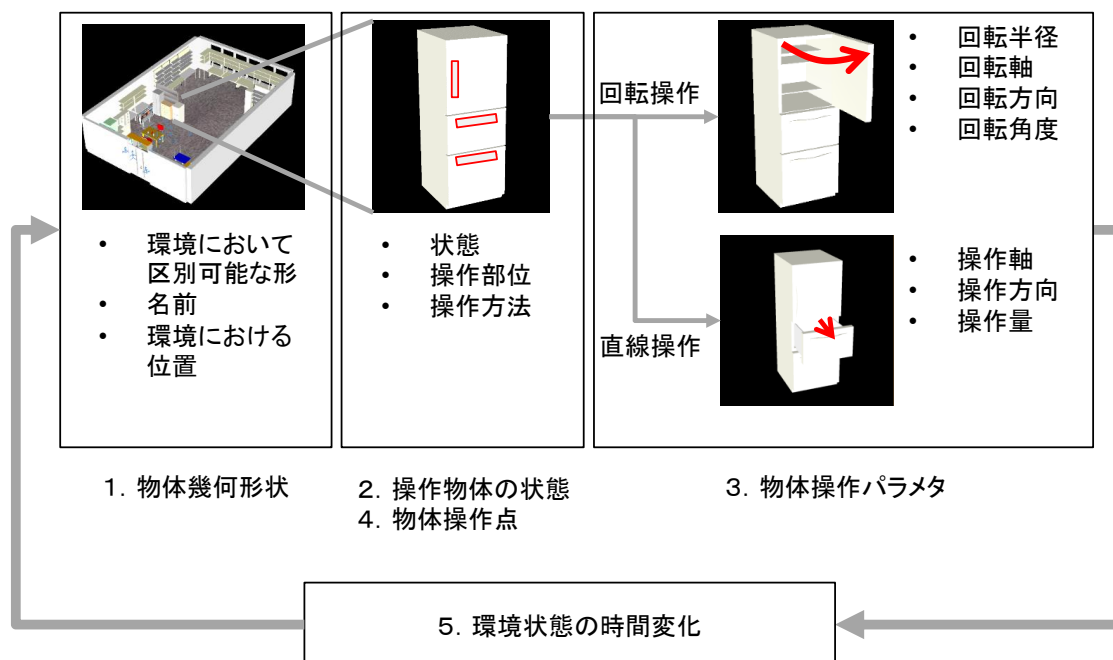 • 環境において
区別可能な形
• 名前
• 環境における
位置
1. 物体幾何形状
• 状態
• 操作部位
• 操作方法
2. 操作物体の状態
4. 物体操作点
回転操作
• 回転半径
• 回転軸
• 回転方向
• 回転角度
直線操作
• 操作軸
• 操作方向
• 操作量
3. 物体操作パラメタ
5. 環境状態の時間変化